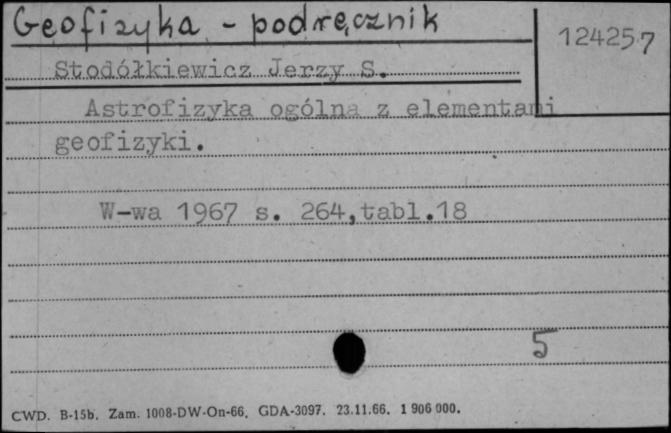 Geofizyka - podręcznik
124257
Stodółkiewicz Jerzy S.
Astrofizyka ogólna z elementami
geofizyki.
W-wa 1967 s. 264,tabl.18
5
CWD. B-15b. Zam. 1008-DW-On-66. GDA-3097. 23.11.66. 1 906 000.